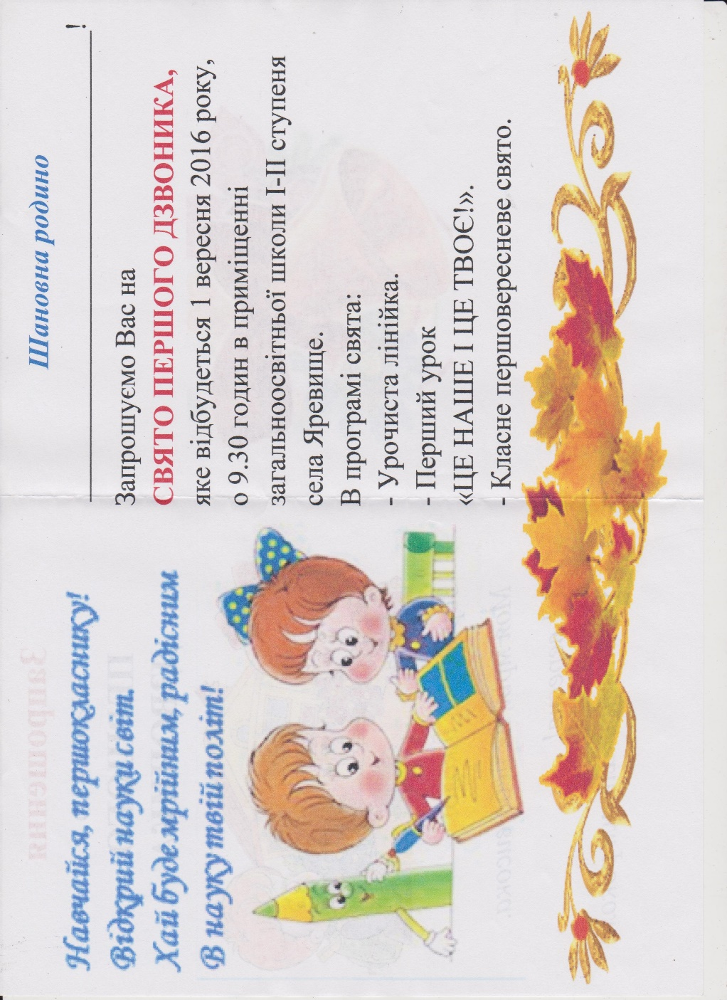 Навчайся, першокласнику!
Відкрий науки світ.
Хай буде мрійним, радісним
В науку твій політ!
Шановна родино
!
Запрошуємо Вас на
СВЯТО ПЕРШОГО ДЗВОНИКА,
яке відбудеться 1 вересня 2016 року,
о 9.30 годин в приміщенні
загальноосвітньої школи І-ІІ ступеня
села Яревище.
В програмі свята:
- Урочиста лінійка.
- Перший урок
«ЦЕ НАШЕ І ЦЕ ТВОЄ!».
- Класне першовересневе свято.
Запрошення